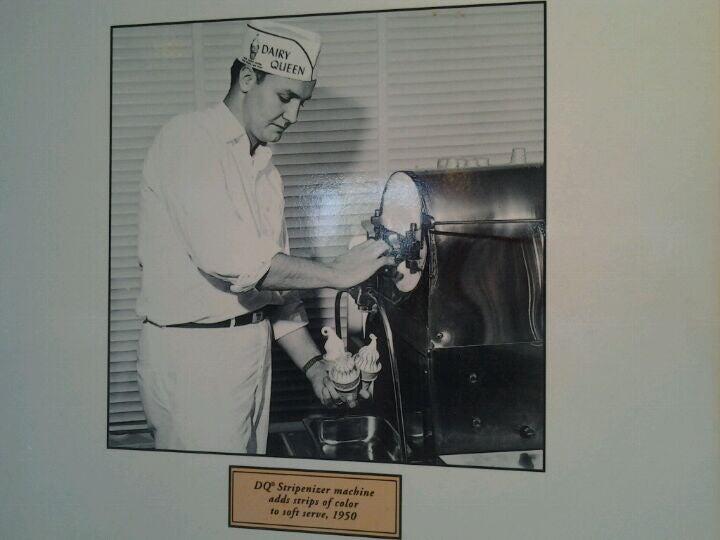 DAIRY
QUEEN
DQ® Stripenizer machine
adds strips of color
to soft serve, 1950